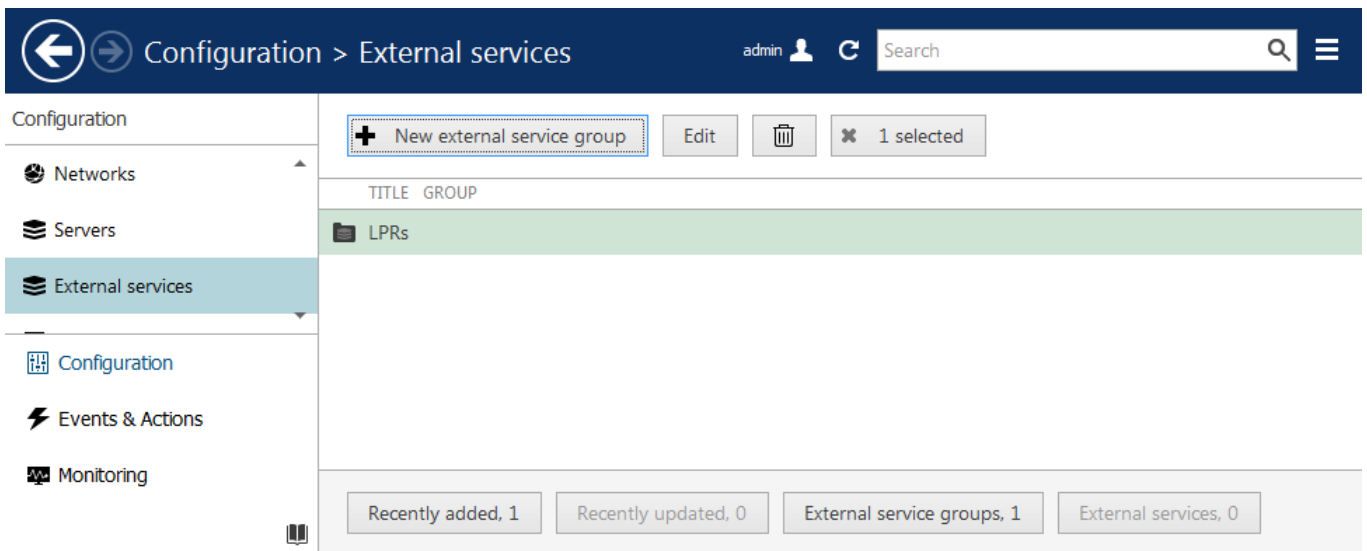 Configuration > External services
admin
Search
Configuration
Networks
Servers
External services
Configuration
Events & Actions
Monitoring
New external service group
Edit
1 selected
TITLE GROUP
LPRs
Recently added, 1
Recently updated, 0
External service groups, 1
External services, 0